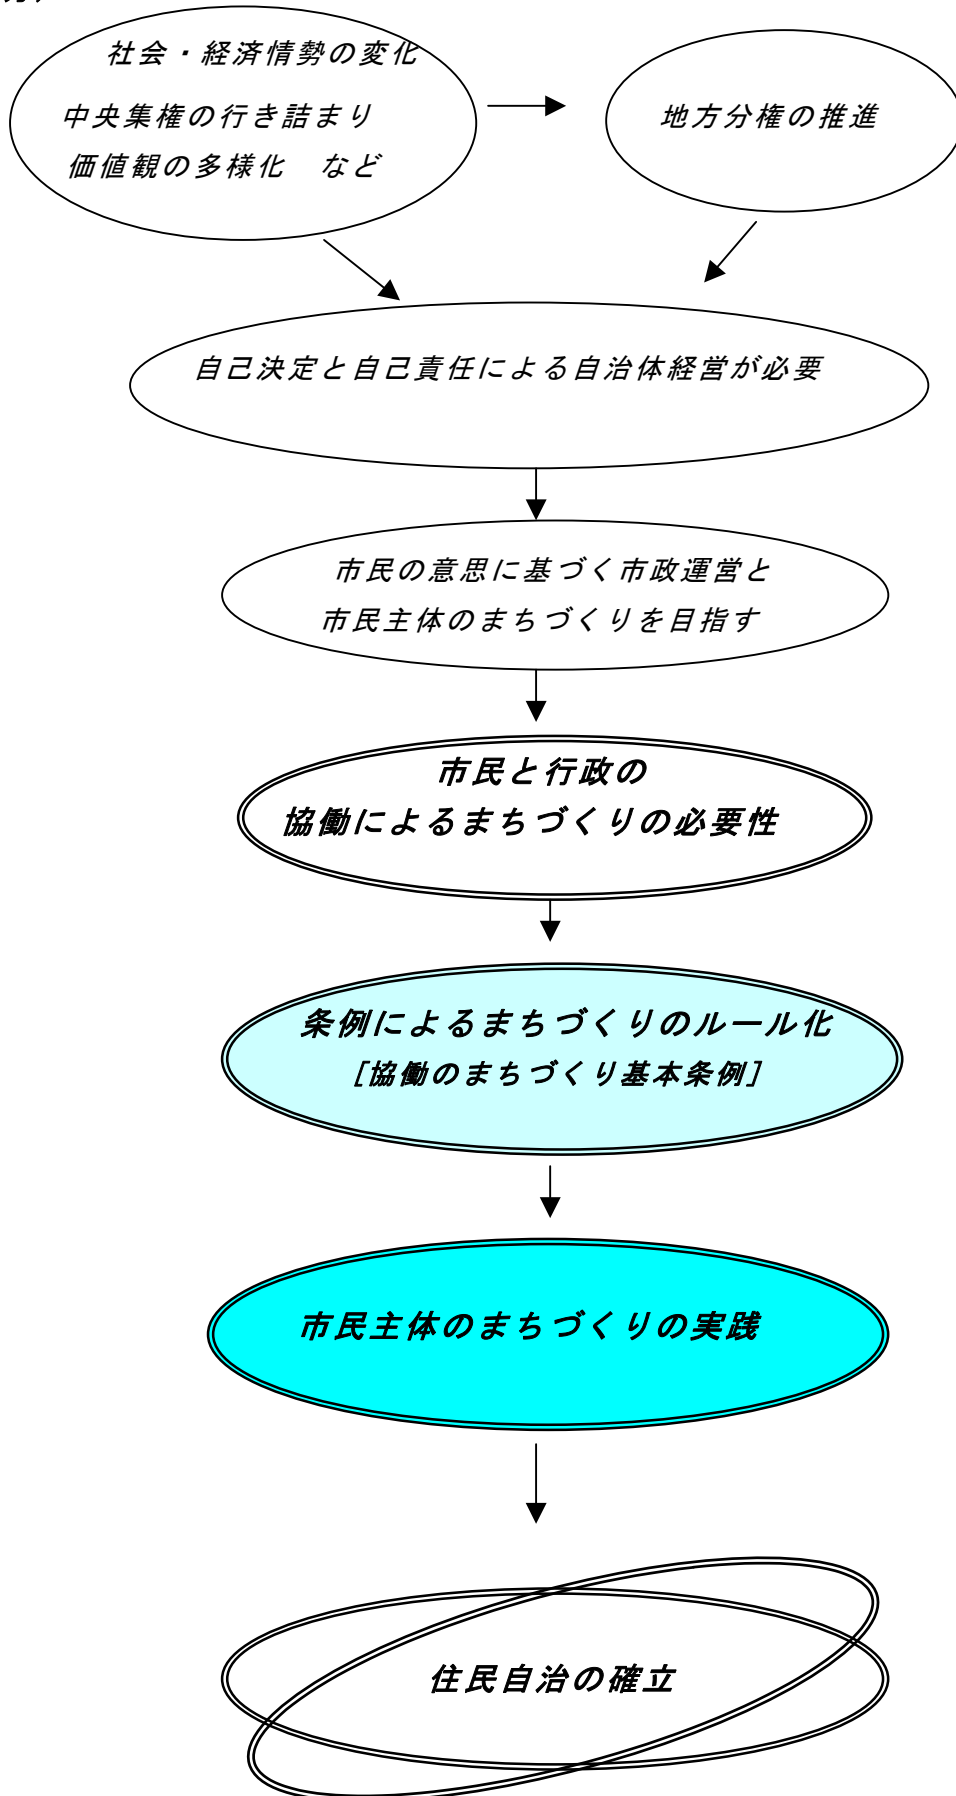 社会・経済情勢の変化
中央集権の行き詰まり
価値観の多様化　など
地方分権の推進
自己決定と自己責任による自治体経営が必要
市民の意思に基づく市政運営と
市民主体のまちづくりを目指す
市民と行政の
協働によるまちづくりの必要性
条例によるまちづくりのルール化
[協働のまちづくり基本条例]
市民主体のまちづくりの実践
住民自治の確立